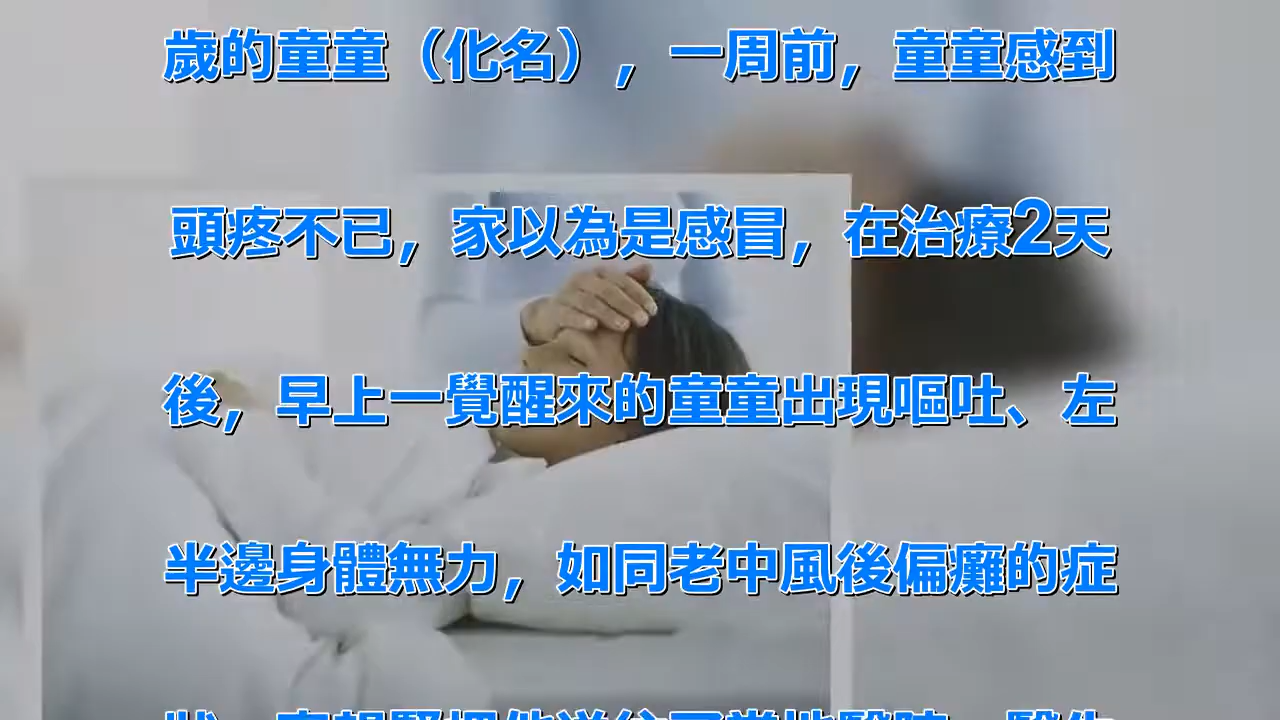 歲的童童（化名），一周前，童童感到
頭疼不已，家以為是感冒，在治療2天
後，早上一覺醒來的童童出現嘔吐、左
半邊身體無力，如同老中風後偏癱的症